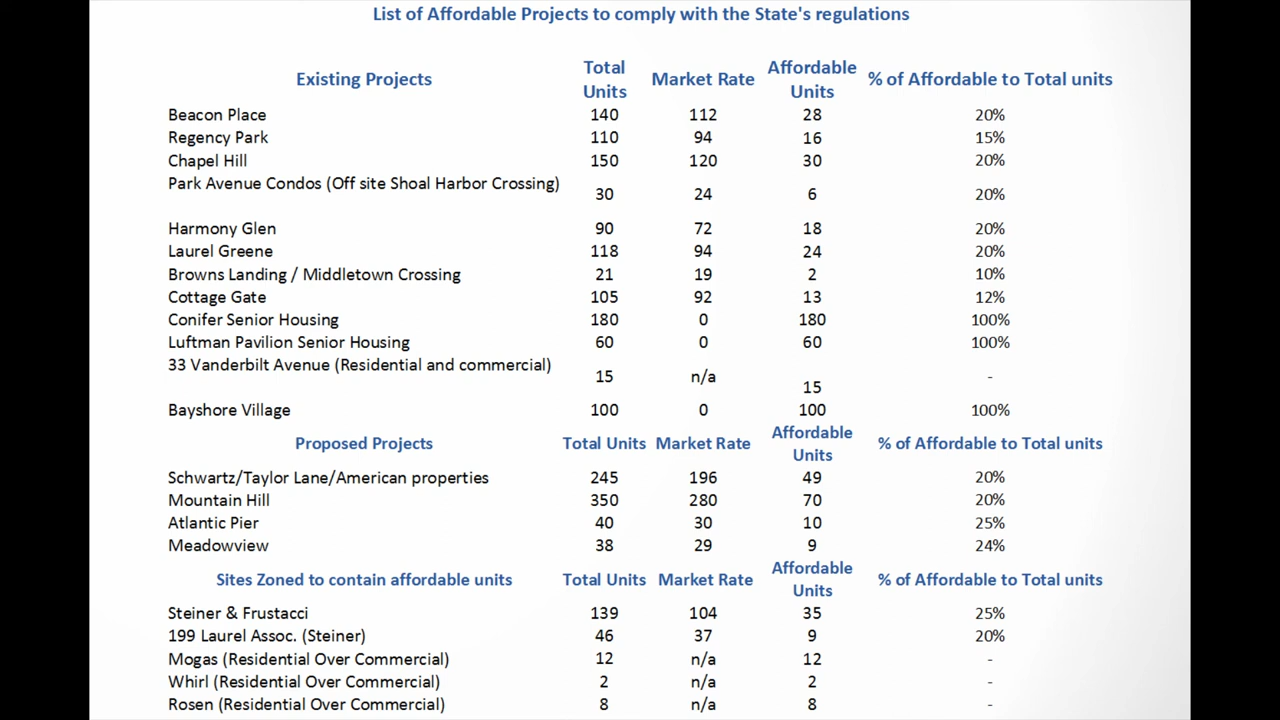 List of Affordable Projects to comply with the State's regulations
Existing Projects Total Units Market Rate Affordable Units % of Affordable to Total units
Beacon Place 140 112 28 20%
Regency Park 110 94 16 15%
Chapel Hill 150 120 30 20%
Park Avenue Condos (Off site Shoal Harbor Crossing) 30 24 6 20%
Harmony Glen 90 72 18 20%
Laurel Greene 118 94 24 20%
Browns Landing / Middletown Crossing 21 19 2 10%
Cottage Gate 105 92 13 12%
Conifer Senior Housing 180 0 180 100%
Luftman Pavilion Senior Housing 60 0 60 100%
33 Vanderbilt Avenue (Residential and commercial) 15 n/a 15 -
Bayshore Village 100 0 100 100%
Proposed Projects Total Units Market Rate Affordable Units % of Affordable to Total units
Schwartz/Taylor Lane/American properties 245 196 49 20%
Mountain Hill 350 280 70 20%
Atlantic Pier 40 30 10 25%
Meadowview 38 29 9 24%
Sites Zoned to contain affordable units Total Units Market Rate Affordable Units % of Affordable to Total units
Steiner & Frustacci 139 104 35 25%
199 Laurel Assoc. (Steiner) 46 37 9 20%
Mogas (Residential Over Commercial) 12 n/a 12 -
Whirl (Residential Over Commercial) 2 n/a 2 -
Rosen (Residential Over Commercial) 8 n/a 8 -